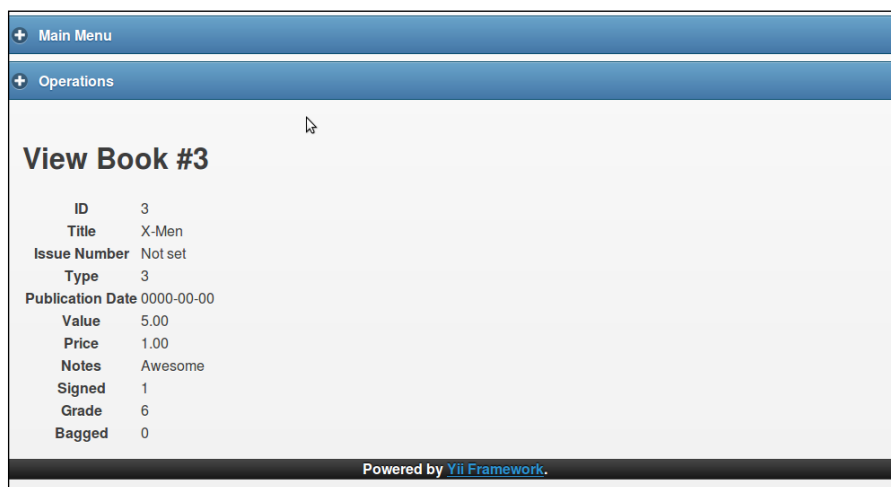 Main Menu
Operations
View Book #3
ID 3
Title X-Men
Issue Number Not set
Type 3
Publication Date 0000-00-00
Value 5.00
Price 1.00
Notes Awesome
Signed 1
Grade 6
Bagged 0
Powered by Yii Framework.